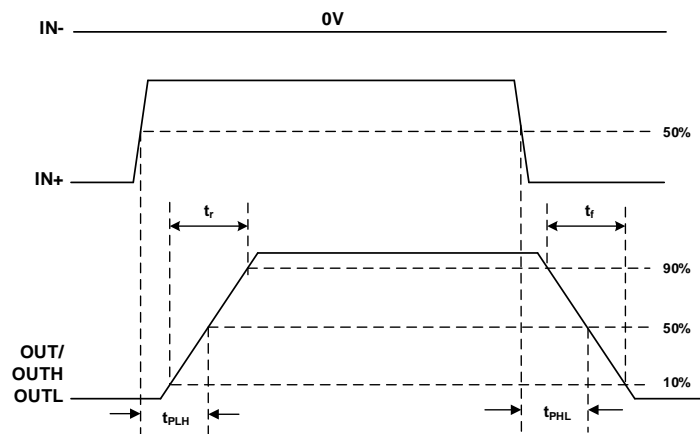 0V
IN-
50%
IN+
tr
tf
90%
50%
OUT/
OUTH
OUTL
10%
tPLH
tPHL